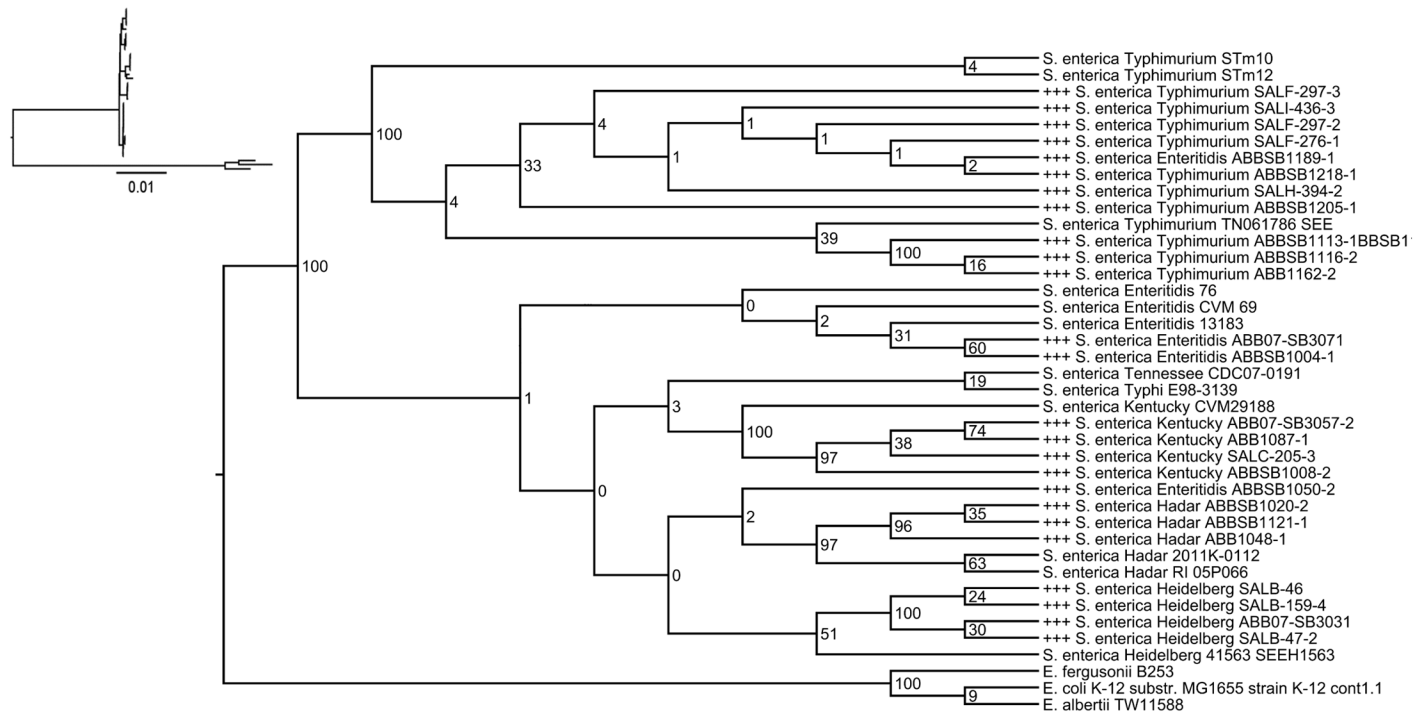 0.01
S. enterica Typhimurium STm10
4
S. enterica Typhimurium STm12
+++ S. enterica Typhimurium SALF-297-3
+++ S. enterica Typhimurium SALI-436-3
4
1
+++ S. enterica Typhimurium SALF-297-2
100
1
+++ S. enterica Typhimurium SALF-276-1
1
1
+++ S. enterica Enteritidis ABBSB1189-1
33
2
+++ S. enterica Typhimurium ABBSB1218-1
+++ S. enterica Typhimurium SALH-394-2
4
+++ S. enterica Typhimurium ABBSB1205-1
S. enterica Typhimurium TN061786 SEE
39
+++ S. enterica Typhimurium ABBSB1113-1BBSB11
100
+++ S. enterica Typhimurium ABBSB1116-2
100
16
+++ S. enterica Typhimurium ABB1162-2
S. enterica Enteritidis 76
0
S. enterica Enteritidis CVM 69
2
S. enterica Enteritidis 13183
31
+++ S. enterica Enteritidis ABB07-SB3071
60
+++ S. enterica Enteritidis ABBSB1004-1
S. enterica Tennessee CDC07-0191
19
S. enterica Typhi E98-3139
1
3
S. enterica Kentucky CVM29188
+++ S. enterica Kentucky ABB07-SB3057-2
100
74
+++ S. enterica Kentucky ABB1087-1
38
+++ S. enterica Kentucky SALC-205-3
97
+++ S. enterica Kentucky ABBSB1008-2
0
+++ S. enterica Enteritidis ABBSB1050-2
+++ S. enterica Hadar ABBSB1020-2
2
35
+++ S. enterica Hadar ABBSB1121-1
96
+++ S. enterica Hadar ABB1048-1
97
S. enterica Hadar 2011K-0112
63
S. enterica Hadar RI 05P066
0
+++ S. enterica Heidelberg SALB-46
24
+++ S. enterica Heidelberg SALB-159-4
100
+++ S. enterica Heidelberg ABB07-SB3031
30
+++ S. enterica Heidelberg SALB-47-2
51
S. enterica Heidelberg 41563 SEEH1563
E. fergusonii B253
100
E. coli K-12 substr. MG1655 strain K-12 cont1.1
9
E. albertii TW11588